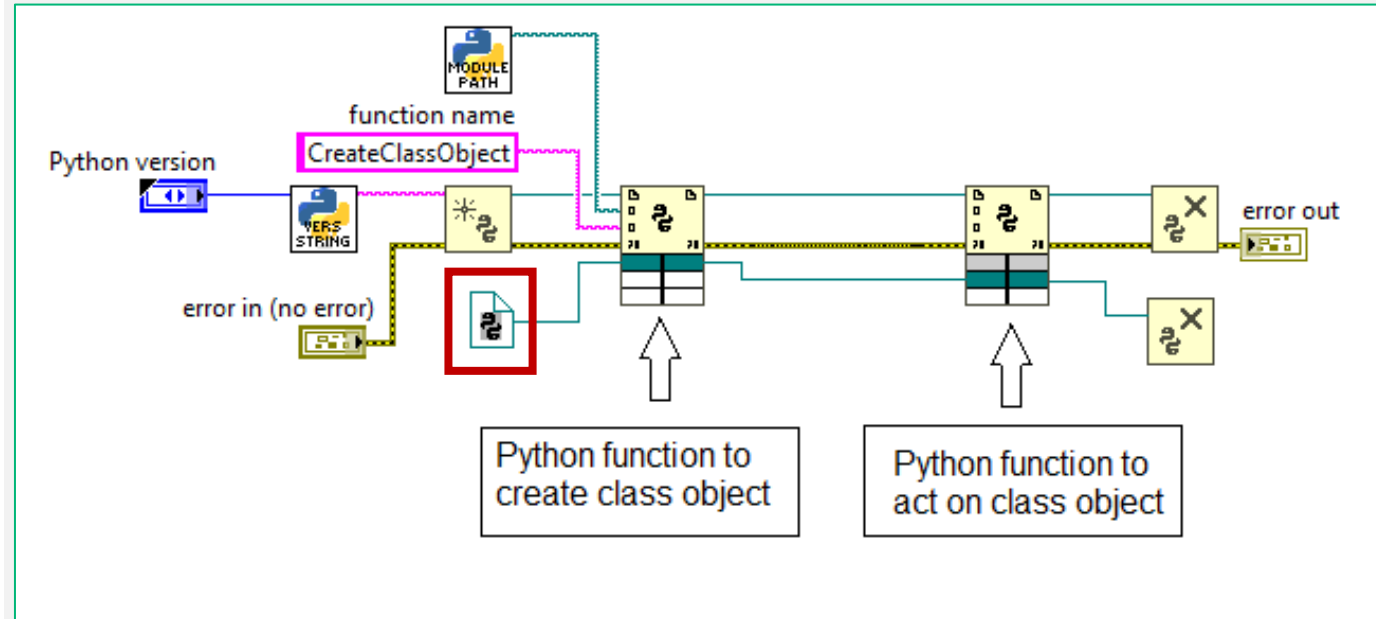 MODULE
PATH
function name
CreateClassObject
Python version
VERS
STRING
error out
error in (no error)
Python function to
create class object
Python function to
act on class object